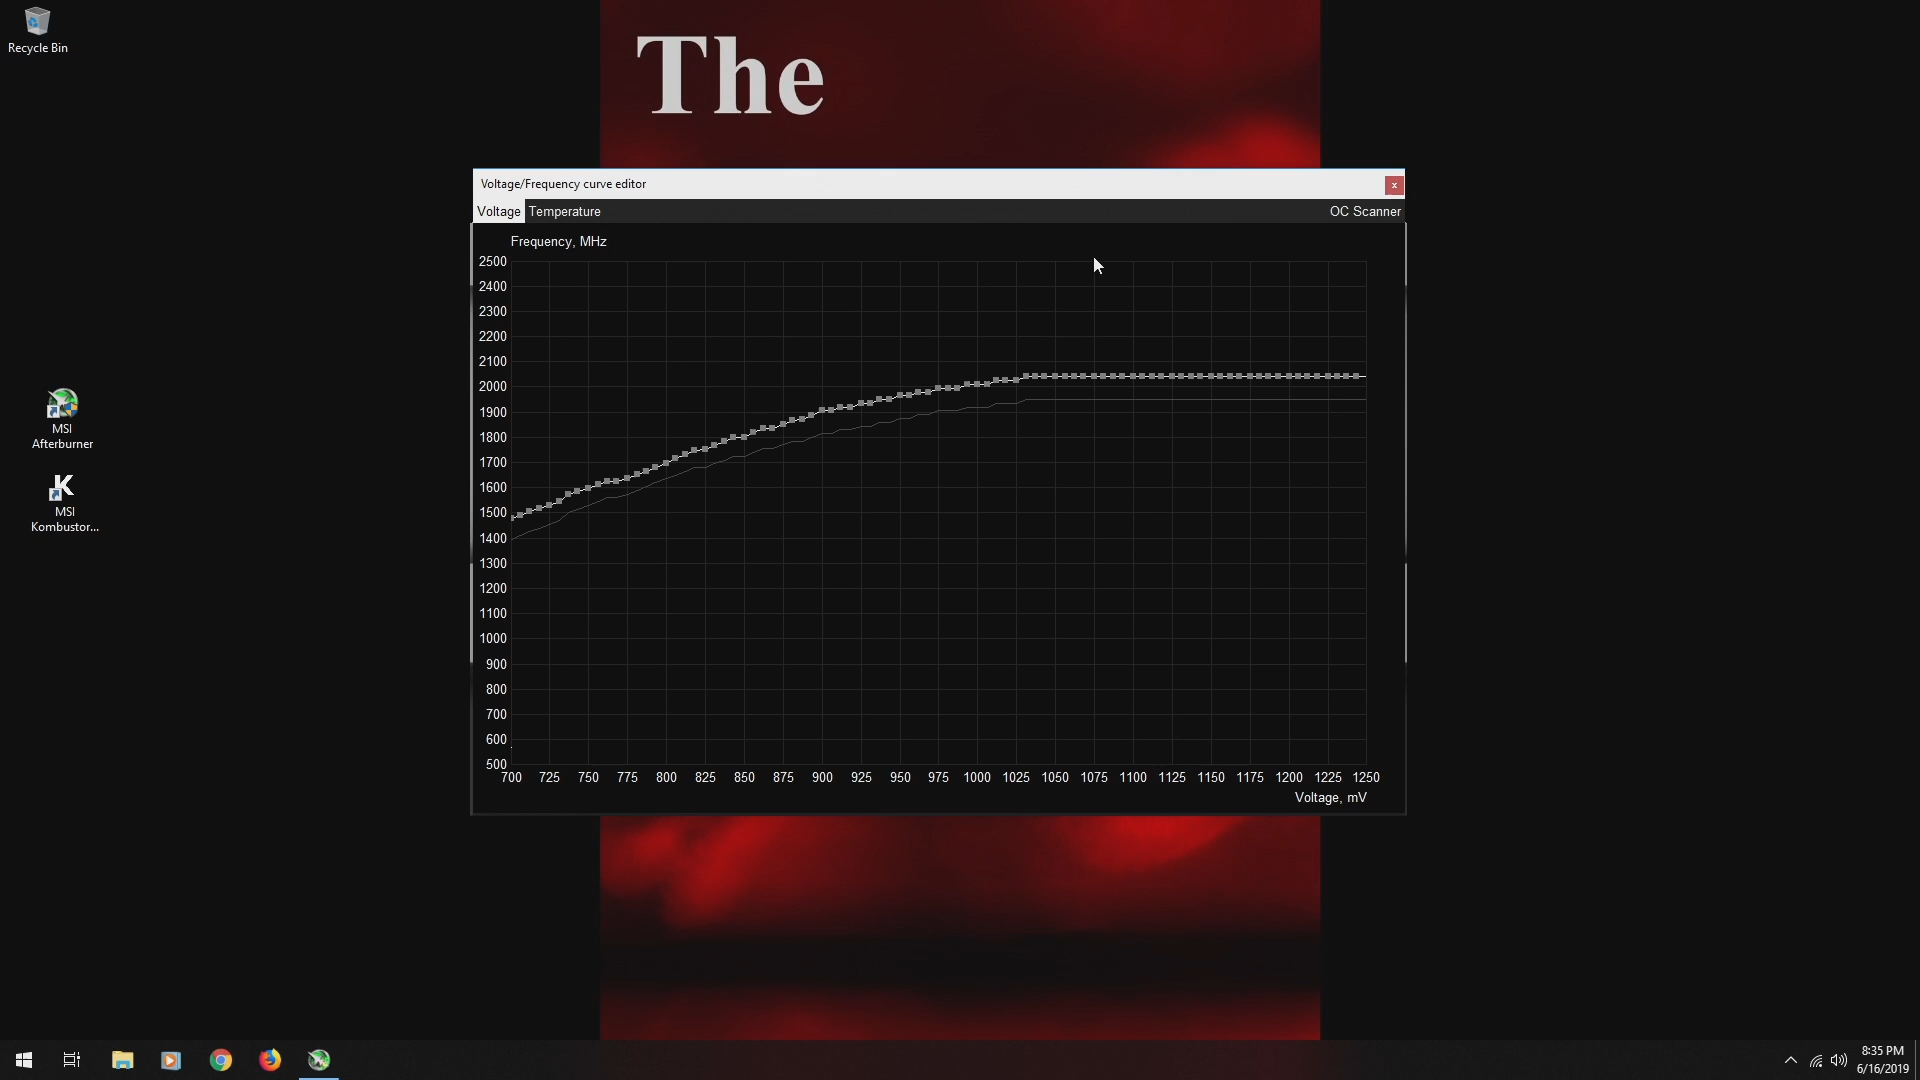 Recycle Bin
The
Voltage/Frequency curve editor
x
Voltage Temperature OC Scanner
Frequency, MHz
2500
2400
2300
2200
2100
2000
1900
1800
1700
1600
1500
1400
1300
1200
1100
1000
900
800
700
600
500
700 725 750 775 800 825 850 875 900 925 950 975 1000 1025 1050 1075 1100 1125 1150 1175 1200 1225 1250
Voltage, mV
MSI
Afterburner
K
MSI
Kombustor...
8:35 PM
6/16/2019